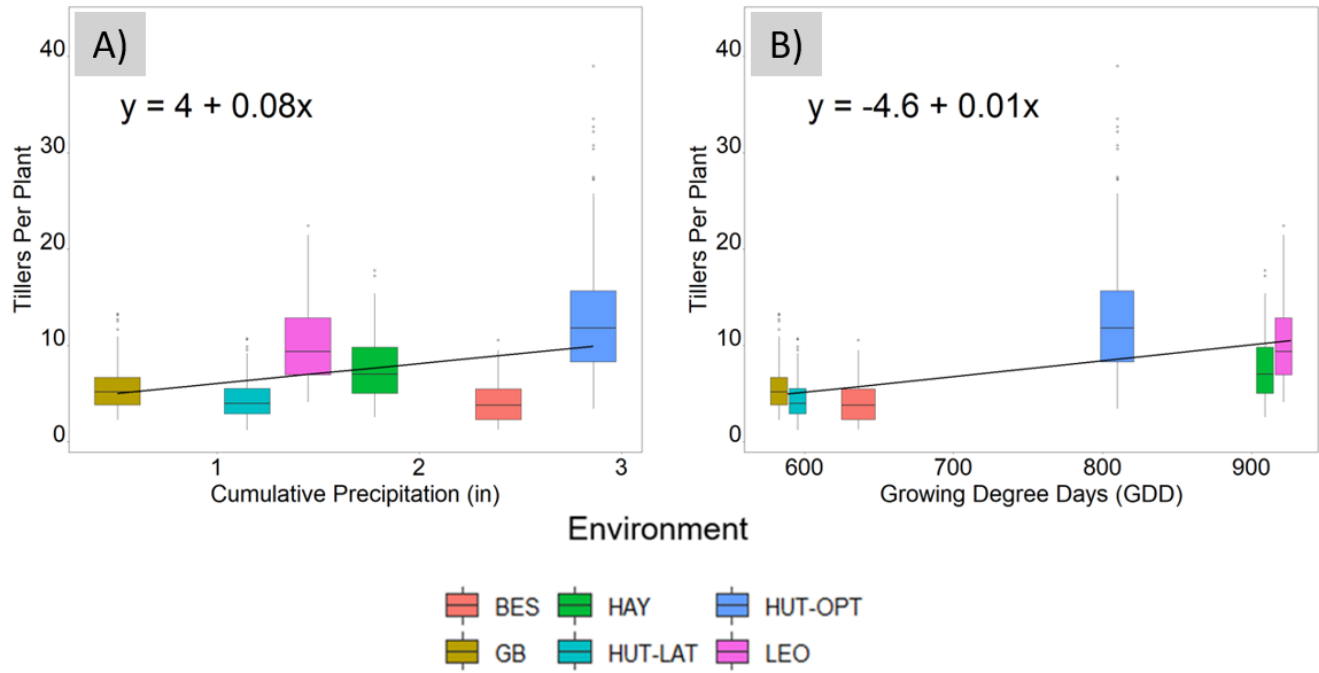 A)
y = 4 + 0.08x
Tillers Per Plant
40
30
20
10
0
1 2 3
Cumulative Precipitation (in)
B)
y = -4.6 + 0.01x
Tillers Per Plant
40
30
20
10
0
600 700 800 900
Growing Degree Days (GDD)
Environment
BES HAY HUT-OPT
GB HUT-LAT LEO